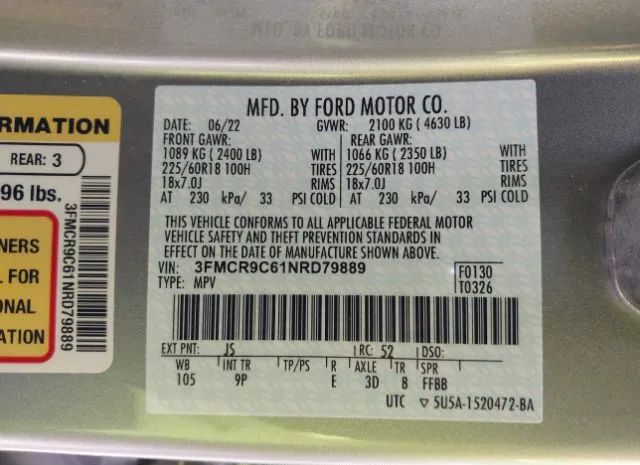 MFD. BY FORD MOTOR CO
ORMATION
REAR: 3
96 lbs.
NERS
L FOR
ONAL
ATION
3FMCR9C61NRD79889
MFD. BY FORD MOTOR CO.
DATE: 06/22 GVWR: 2100 KG ( 4630 LB)
FRONT GAWR: REAR GAWR:
1089 KG ( 2400 LB) WITH 1066 KG ( 2350 LB) WITH
225/60R18 100H TIRES 225/60R18 100H TIRES
18x7.0J RIMS 18x7.0J RIMS
AT 230 kPa/ 33 PSI COLD AT 230 kPa/ 33 PSI COLD
THIS VEHICLE CONFORMS TO ALL APPLICABLE FEDERAL MOTOR
VEHICLE SAFETY AND THEFT PREVENTION STANDARDS IN
EFFECT ON THE DATE OF MANUFACTURE SHOWN ABOVE.
VIN: 3FMCR9C61NRD79889 F0130
TYPE: MPV T0326
EXT PNT: JS RC: 52 DSO:
WB INT TR TP/PS R AXLE TR SPR
105 9P E 3D 8 FFBB
UTC ▽ 5U5A-1520472-BA